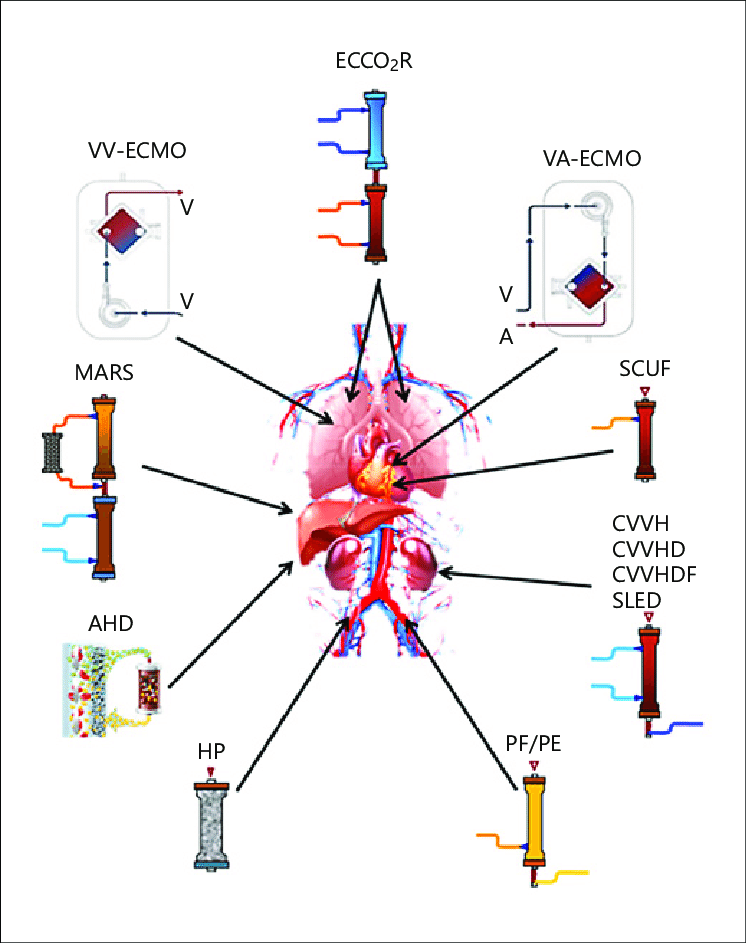 ECCO₂R
VV-ECMO
VA-ECMO
V
V
V
A
MARS
SCUF
CVVH
CVVHD
CVVHDF
SLED
AHD
HP
PF/PE